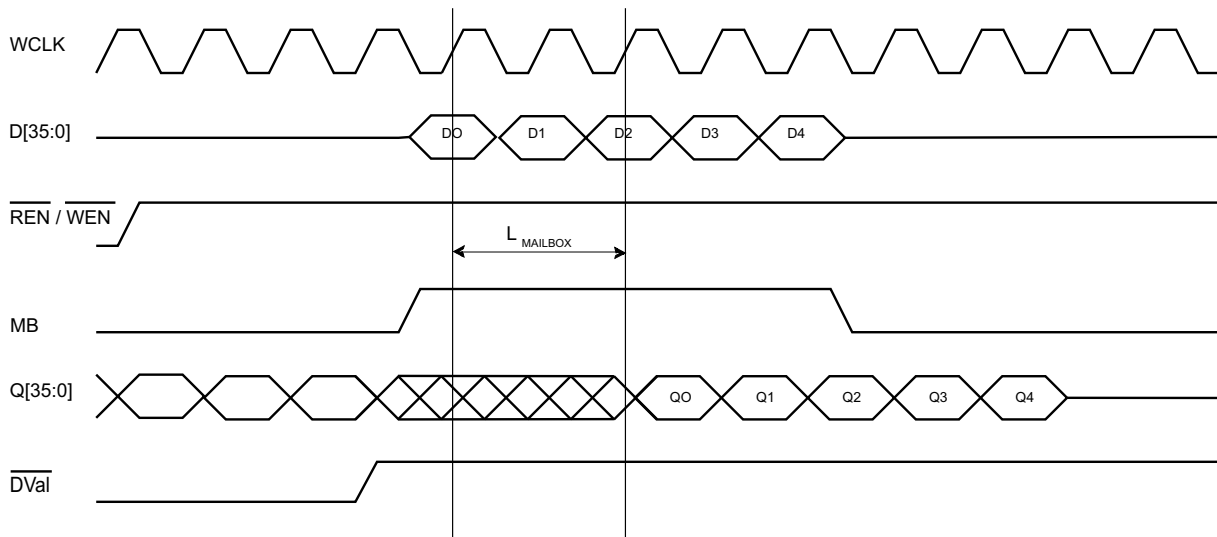 WCLK
D[35:0]
DO D1 D2 D3 D4
REN / WEN
L MAILBOX
MB
Q[35:0]
QO Q1 Q2 Q3 Q4
DVal